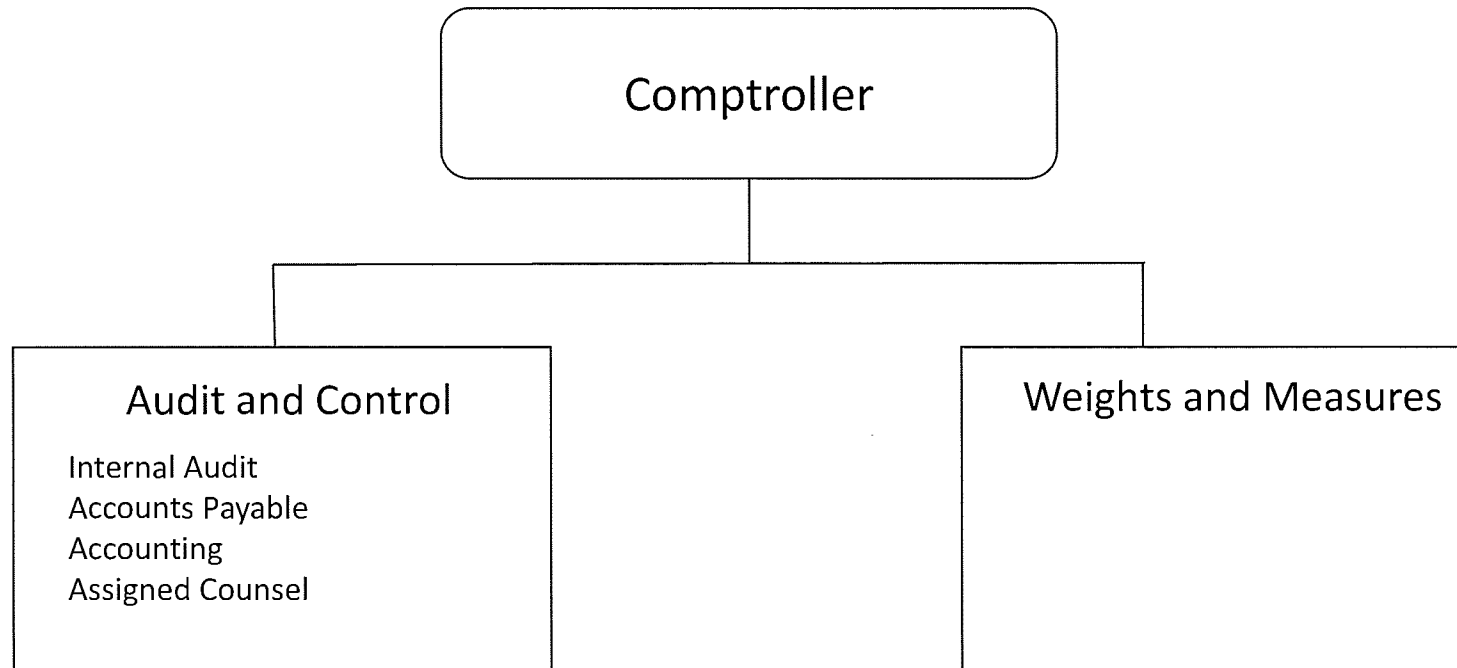 Comptroller
Audit and Control
Internal Audit
Accounts Payable
Accounting
Assigned Counsel
Weights and Measures